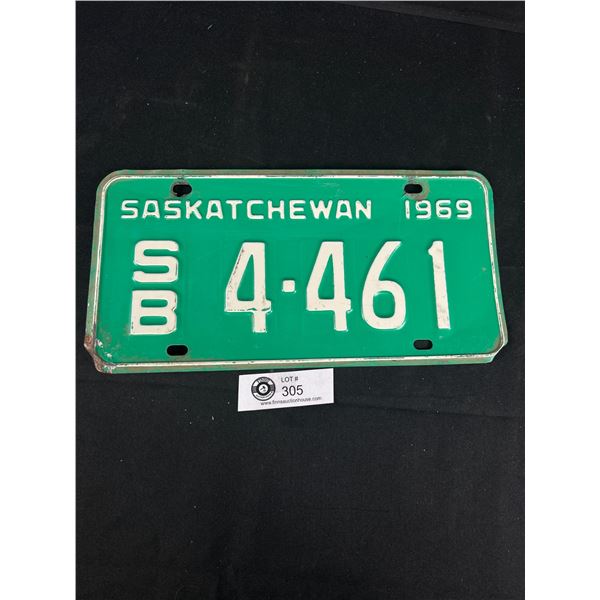 SASKATCHEWAN 1969
SB 4·461
LOT #
305
www.finnsauctionhouse.com